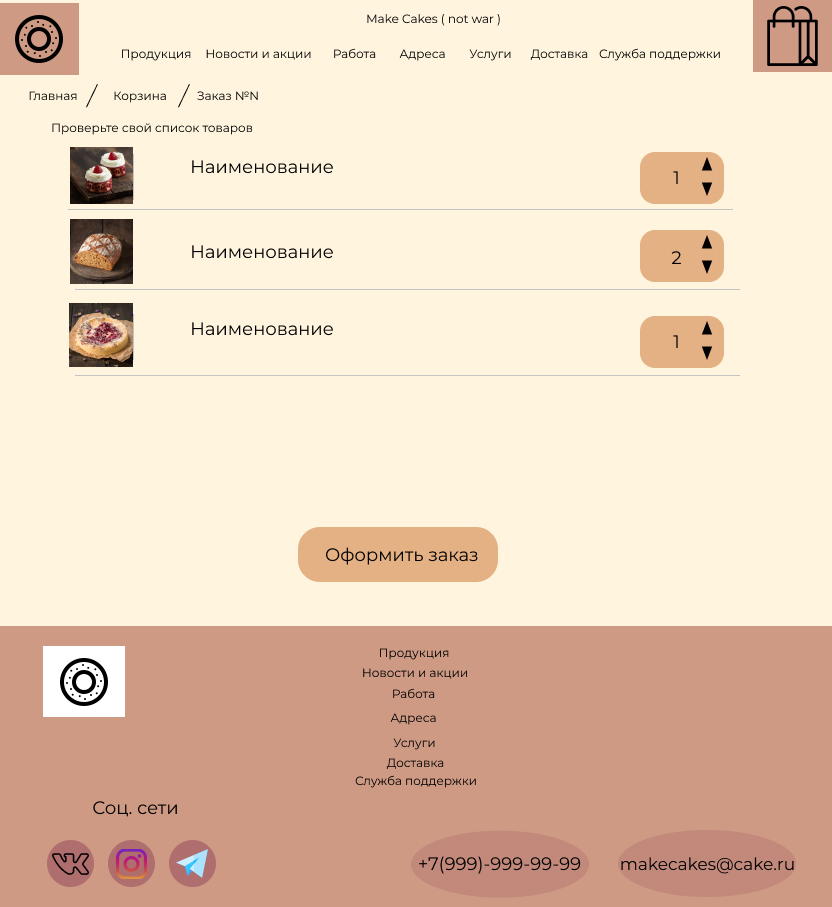 Make Cakes ( not war )
Продукция Новости и акции Работа Адреса Услуги Доставка Служба поддержки
Главная / Корзина / Заказ №N
Проверьте свой список товаров
Наименование 1
Наименование 2
Наименование 1
Оформить заказ
Продукция
Новости и акции
Работа
Адреса
Услуги
Доставка
Служба поддержки
Соц. сети
+7(999)-999-99-99 makecakes@cake.ru